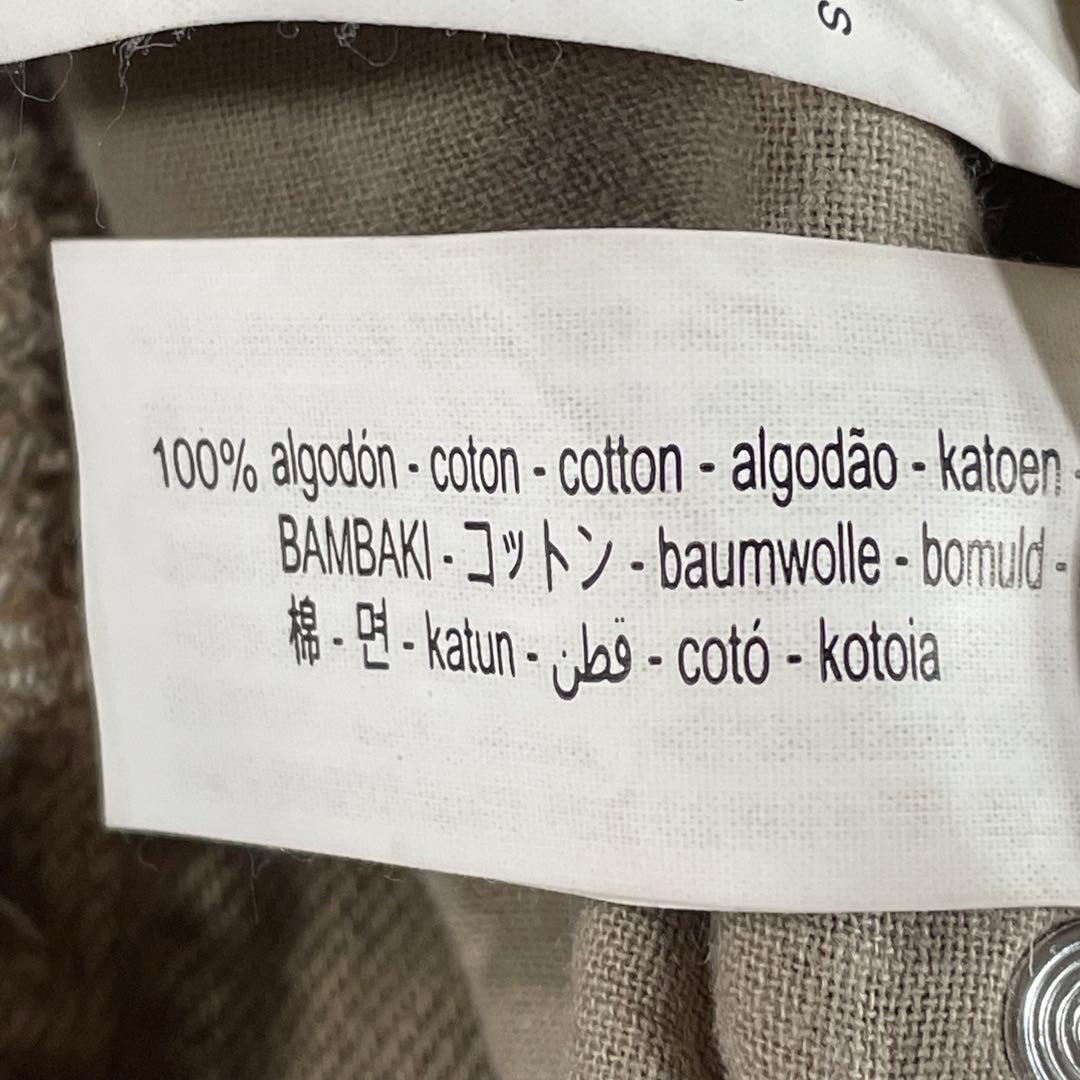 s
100% algodón - coton - cotton - algodão - katoen -
BAMBAKI - コットン - baumwolle - bomuld -
棉 - 면 - katun - قطن - cotó - kotoia